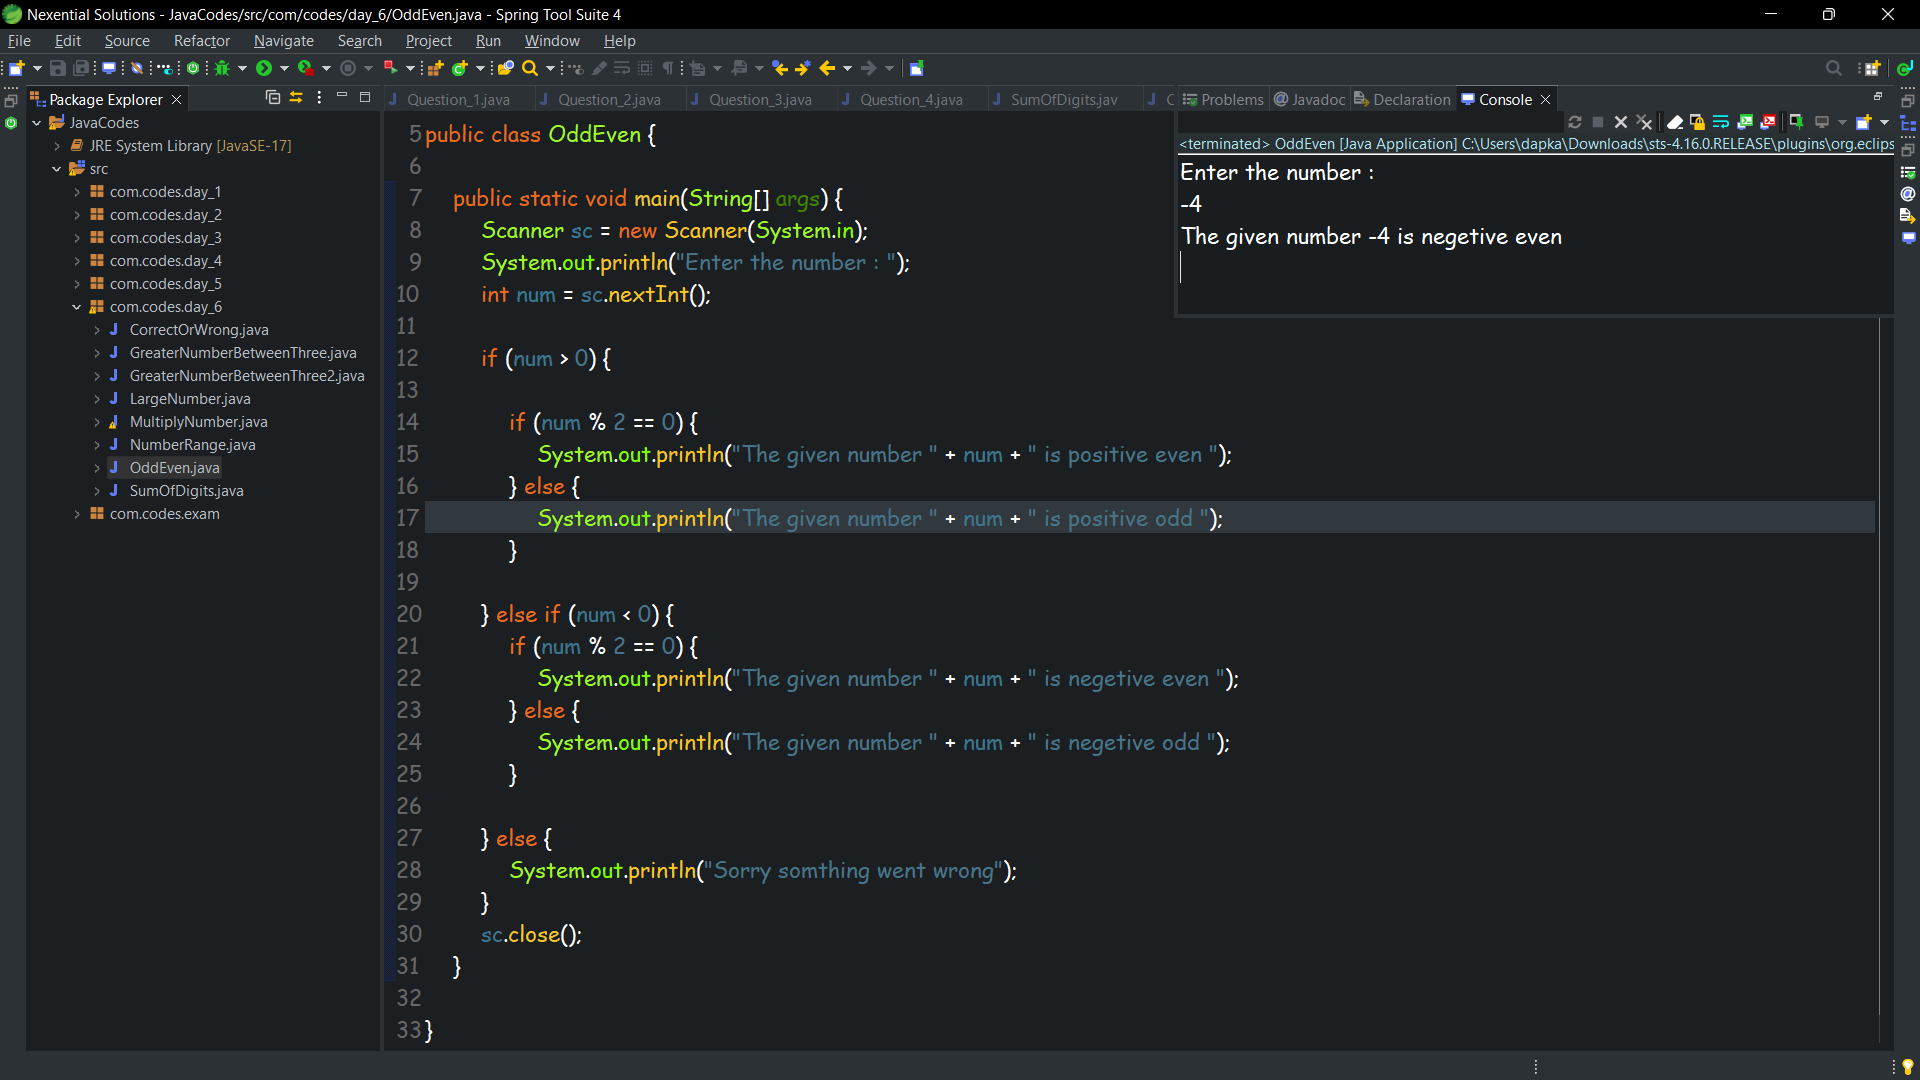 Nexential Solutions - JavaCodes/src/com/codes/day_6/OddEven.java - Spring Tool Suite 4
File Edit Source Refactor Navigate Search Project Run Window Help
Package Explorer
JavaCodes
JRE System Library [JavaSE-17]
src
com.codes.day_1
com.codes.day_2
com.codes.day_3
com.codes.day_4
com.codes.day_5
com.codes.day_6
CorrectOrWrong.java
GreaterNumberBetweenThree.java
GreaterNumberBetweenThree2.java
LargeNumber.java
MultiplyNumber.java
NumberRange.java
OddEven.java
SumOfDigits.java
com.codes.exam
Question_1.java Question_2.java Question_3.java Question_4.java SumOfDigits.jav
5 public class OddEven {
6
7 public static void main(String[] args) {
8 Scanner sc = new Scanner(System.in);
9 System.out.println("Enter the number : ");
10 int num = sc.nextInt();
11
12 if (num > 0) {
13
14 if (num % 2 == 0) {
15 System.out.println("The given number " + num + " is positive even ");
16 } else {
17 System.out.println("The given number " + num + " is positive odd ");
18 }
19
20 } else if (num < 0) {
21 if (num % 2 == 0) {
22 System.out.println("The given number " + num + " is negetive even ");
23 } else {
24 System.out.println("The given number " + num + " is negetive odd ");
25 }
26
27 } else {
28 System.out.println("Sorry somthing went wrong");
29 }
30 sc.close();
31 }
32
33 }
Problems Javadoc Declaration Console
<terminated> OddEven [Java Application] C:\Users\dapka\Downloads\sts-4.16.0.RELEASE\plugins\org.eclips
Enter the number :
-4
The given number -4 is negetive even